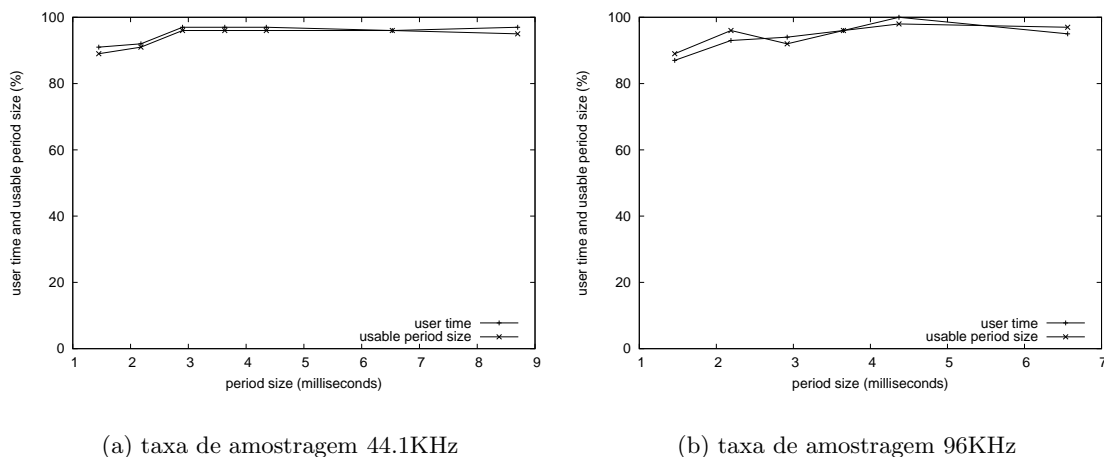 user time and usable period size (%)
100
80
60
40
20
0
user time
usable period size
1 2 3 4 5 6 7 8 9
period size (milliseconds)
(a) taxa de amostragem 44.1KHz
user time and usable period size (%)
100
80
60
40
20
0
user time
usable period size
1 2 3 4 5 6 7
period size (milliseconds)
(b) taxa de amostragem 96KHz